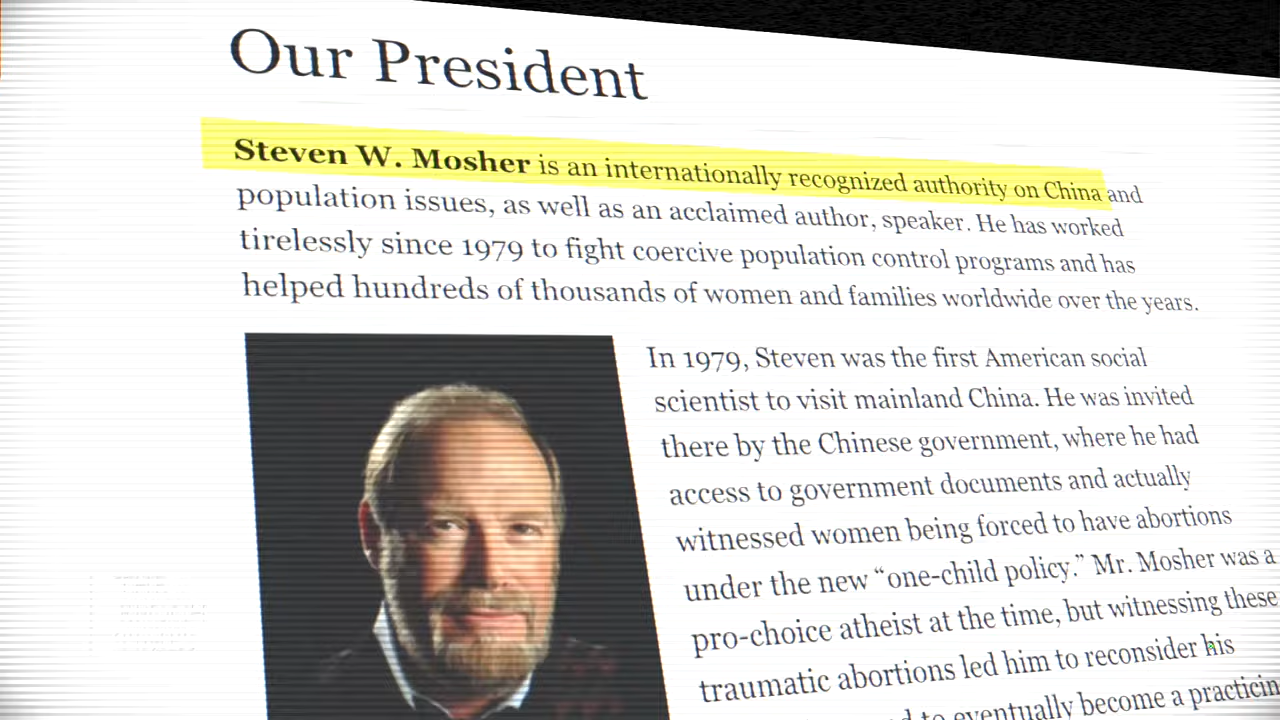 Our President
Steven W. Mosher is an internationally recognized authority on China and
population issues, as well as an acclaimed author, speaker. He has worked
tirelessly since 1979 to fight coercive population control programs and has
helped hundreds of thousands of women and families worldwide over the years.
In 1979, Steven was the first American social
scientist to visit mainland China. He was invited
there by the Chinese government, where he had
access to government documents and actually
witnessed women being forced to have abortions
under the new “one-child policy.” Mr. Mosher was a
pro-choice atheist at the time, but witnessing these
traumatic abortions led him to reconsider his
to eventually become a